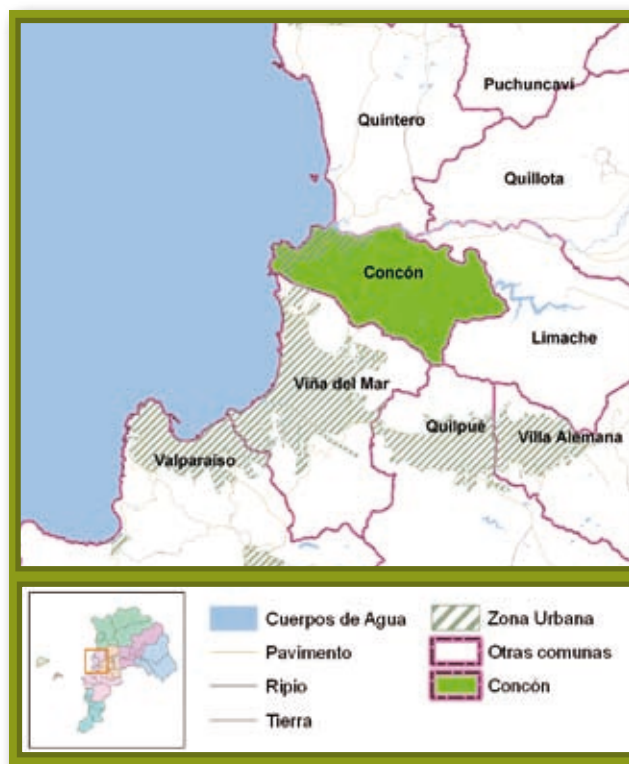 Puchuncaví
Quintero
Quillota
Concón
Limache
Viña del Mar
Quilpué
Villa Alemana
Valparaíso
Cuerpos de Agua
Pavimento
Ripio
Tierra
Zona Urbana
Otras comunas
Concón